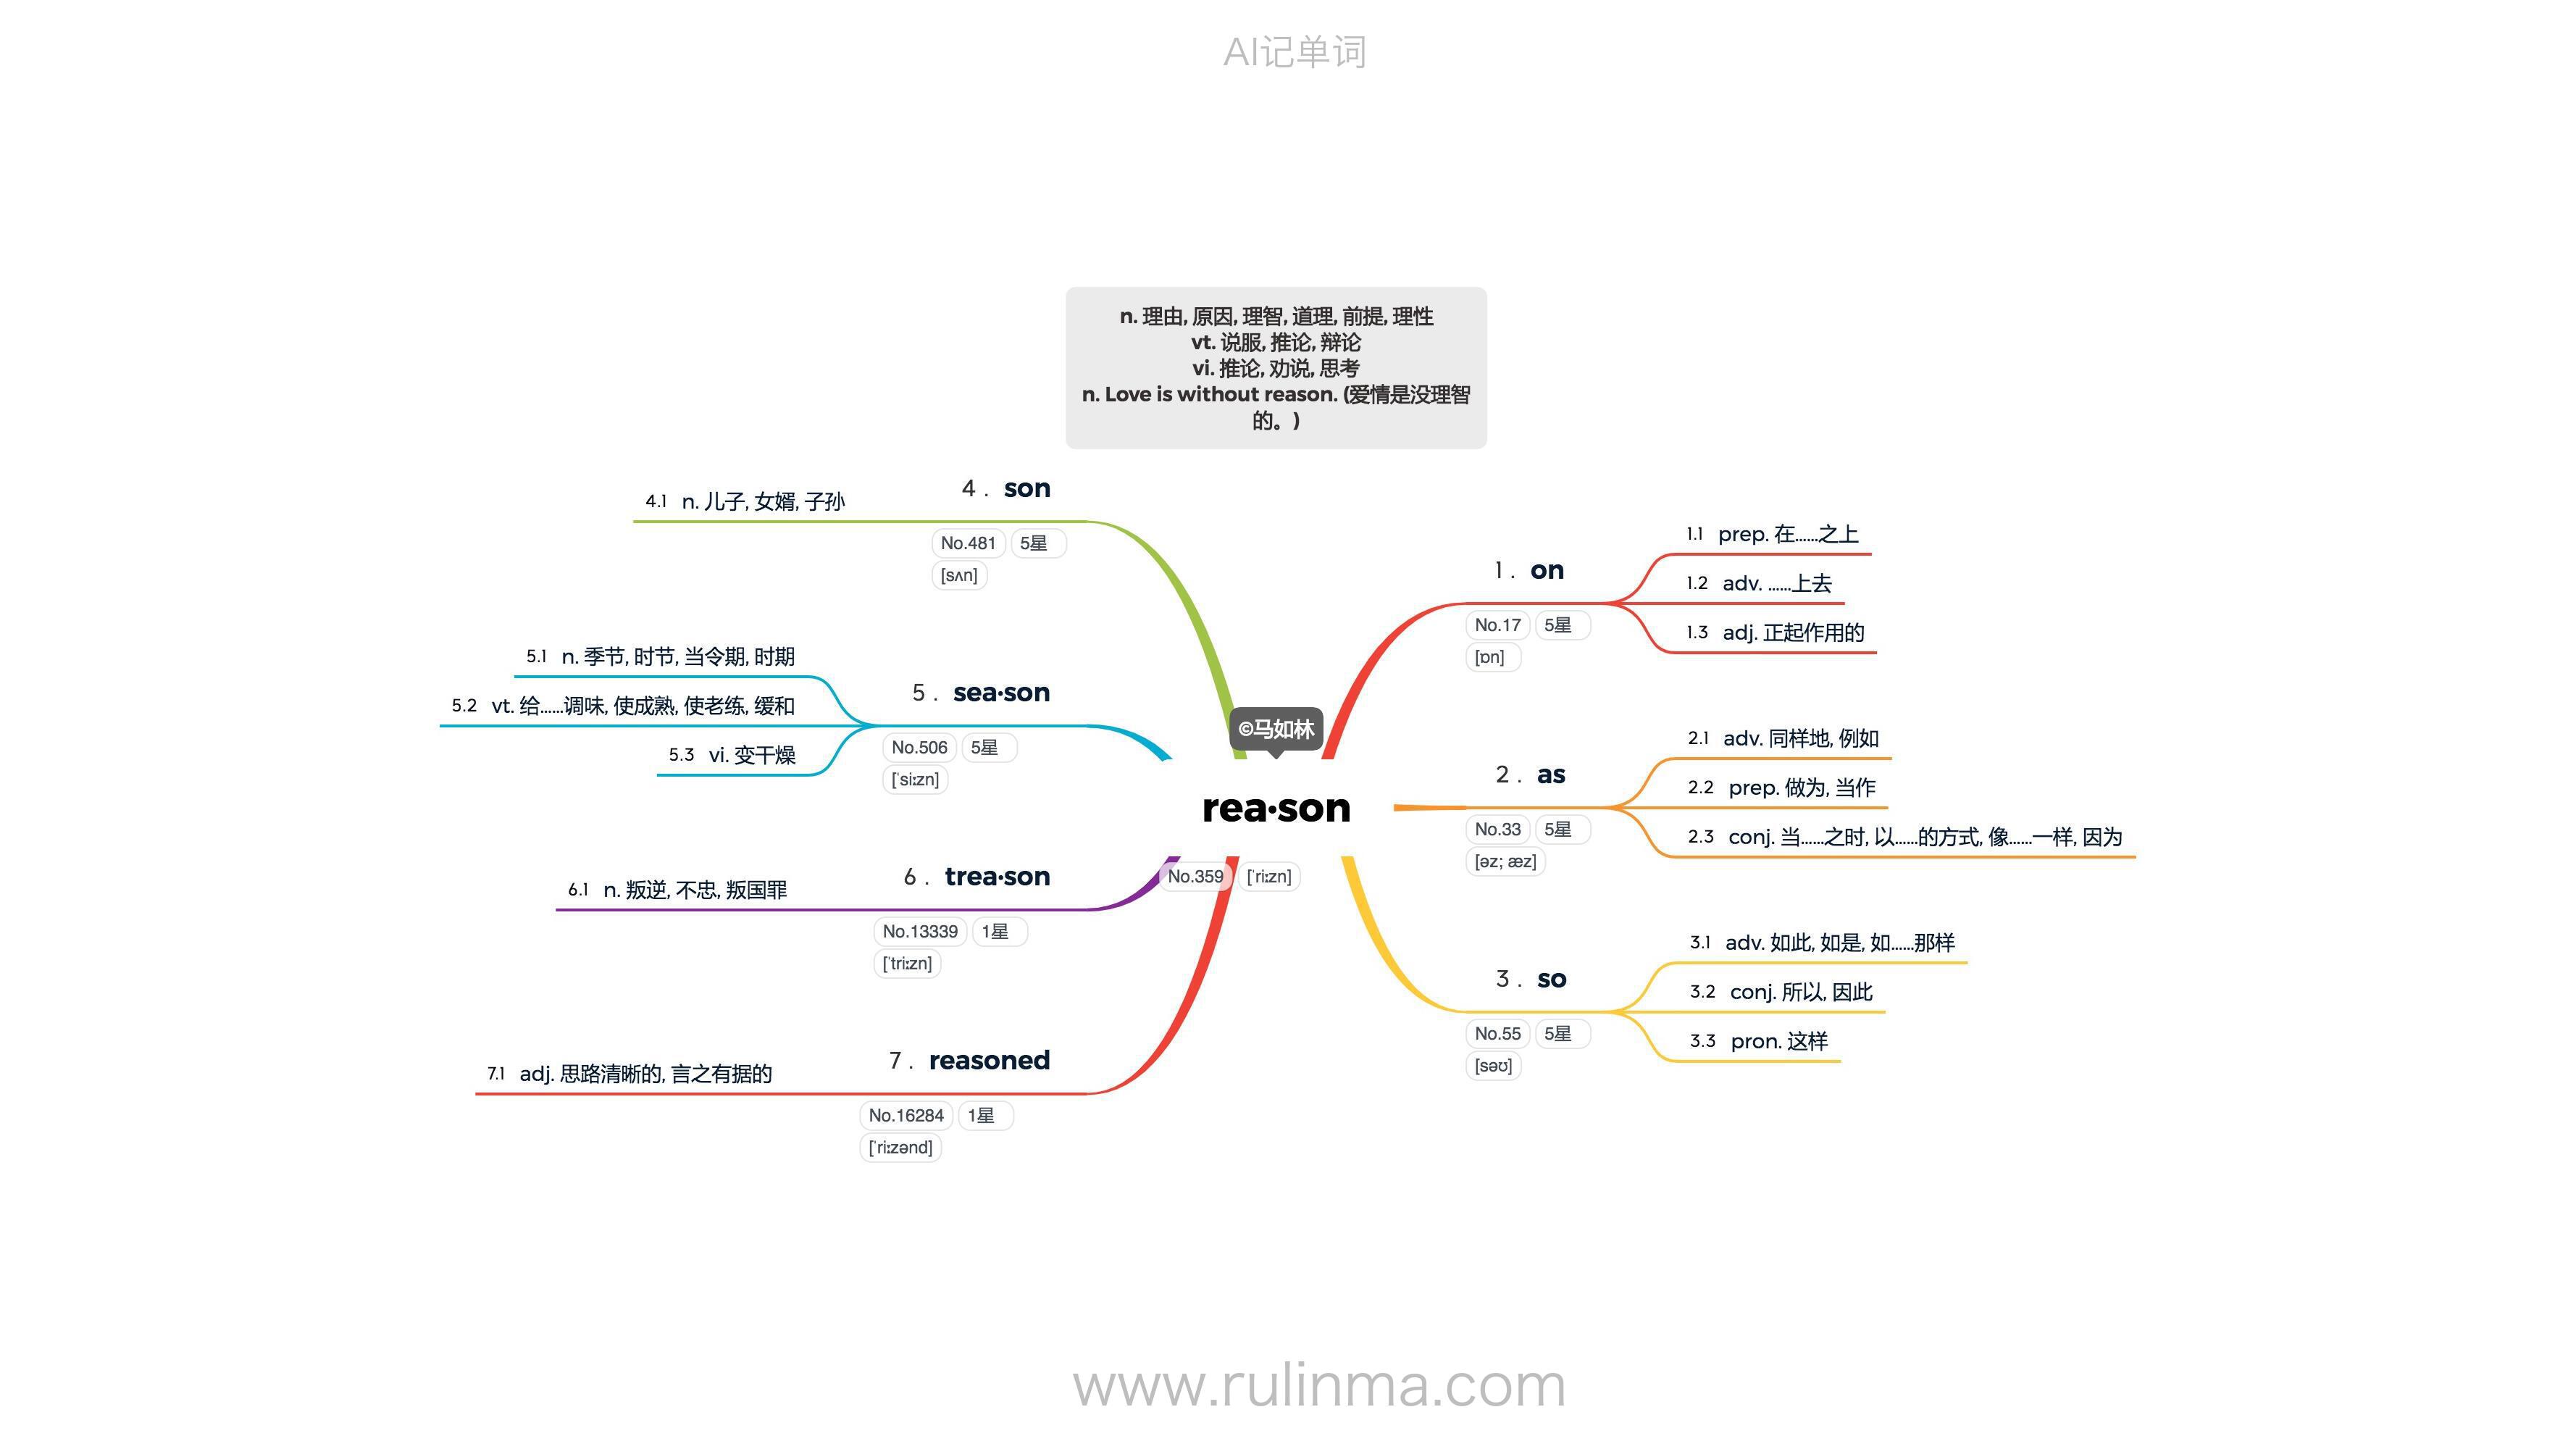 AI记单词
n. 理由, 原因, 理智, 道理, 前提, 理性
vt. 说服, 推论, 辩论
vi. 推论, 劝说, 思考
n. Love is without reason. (爱情是没理智
的。)
©马如林
rea·son
No.359 [ˈriːzn]
1 . on
No.17 5星
[ɒn]
1.1 prep. 在……之上
1.2 adv. ……上去
1.3 adj. 正起作用的
2 . as
No.33 5星
[əz; æz]
2.1 adv. 同样地, 例如
2.2 prep. 做为, 当作
2.3 conj. 当……之时, 以……的方式, 像……一样, 因为
3 . so
No.55 5星
[səʊ]
3.1 adv. 如此, 如是, 如……那样
3.2 conj. 所以, 因此
3.3 pron. 这样
4 . son
No.481 5星
[sʌn]
4.1 n. 儿子, 女婿, 子孙
5 . sea·son
No.506 5星
[ˈsiːzn]
5.1 n. 季节, 时节, 当令期, 时期
5.2 vt. 给……调味, 使成熟, 使老练, 缓和
5.3 vi. 变干燥
6 . trea·son
No.13339 1星
[ˈtriːzn]
6.1 n. 叛逆, 不忠, 叛国罪
7 . reasoned
No.16284 1星
[ˈriːzənd]
7.1 adj. 思路清晰的, 言之有据的
www.rulinma.com